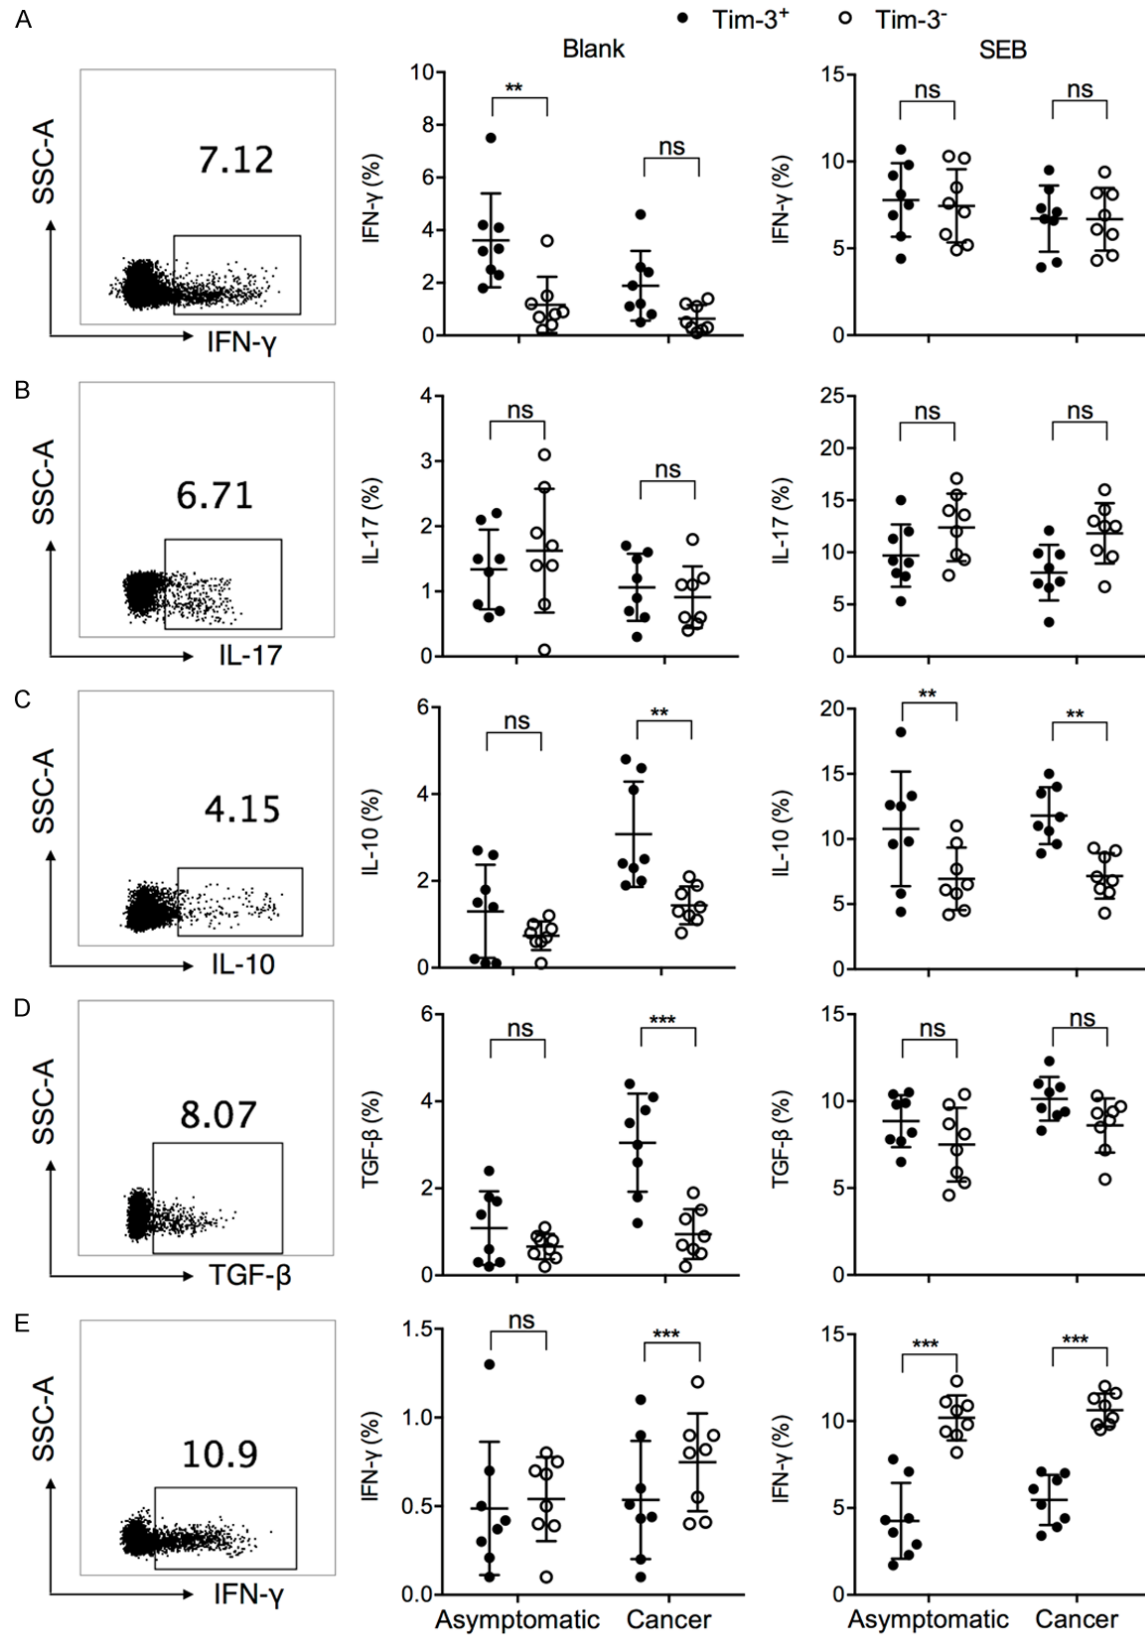 A
Tim-3+
Tim-3-
Blank
SEB
SSC-A
7.12
IFN-γ
IFN-γ (%)
10
8
6
4
2
0
**
ns
IFN-γ (%)
15
10
5
0
ns
ns
B
SSC-A
6.71
IL-17
IL-17 (%)
4
3
2
1
0
ns
ns
IL-17 (%)
25
20
15
10
5
0
ns
ns
C
SSC-A
4.15
IL-10
IL-10 (%)
6
4
2
0
ns
**
IL-10 (%)
20
15
10
5
0
**
**
D
SSC-A
8.07
TGF-β
TGF-β (%)
6
4
2
0
ns
***
TGF-β (%)
15
10
5
0
ns
ns
E
SSC-A
10.9
IFN-γ
IFN-γ (%)
1.5
1.0
0.5
0.0
ns
***
Asymptomatic
Cancer
IFN-γ (%)
15
10
5
0
***
***
Asymptomatic
Cancer